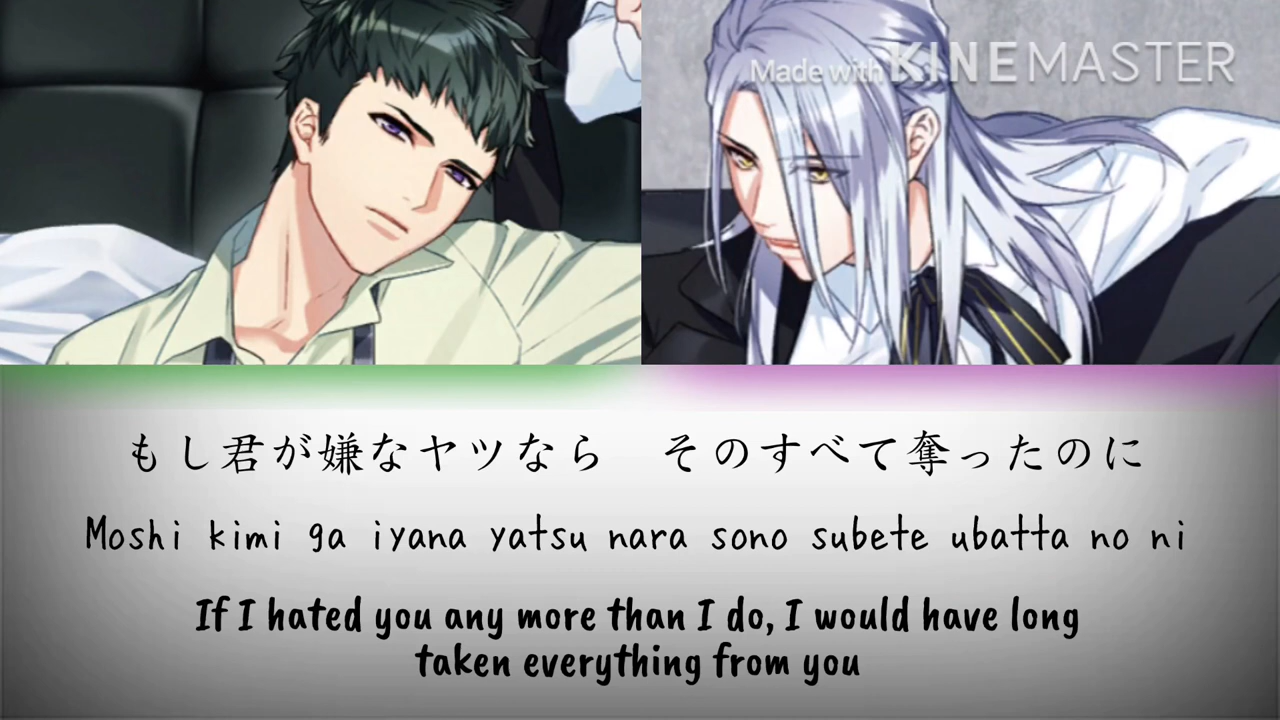 Made with KINEMASTER
もし君が嫌なヤツなら　そのすべて奪ったのに
Moshi kimi ga iyana yatsu nara sono subete ubatta no ni
If I hated you any more than I do, I would have long
taken everything from you